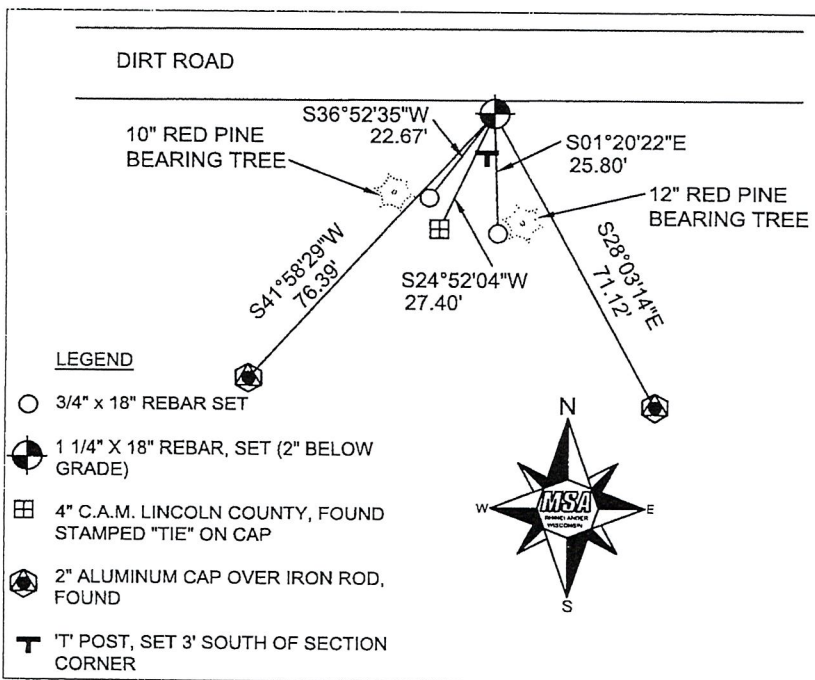 DIRT ROAD
S36°52'35"W
22.67'
10" RED PINE
BEARING TREE
S01°20'22"E
25.80'
12" RED PINE
BEARING TREE
S41°58'29"W
76.39'
S24°52'04"W
27.40'
S28°03'14"E
71.12'
LEGEND
3/4" x 18" REBAR SET
1 1/4" X 18" REBAR, SET (2" BELOW
GRADE)
4" C.A.M. LINCOLN COUNTY, FOUND
STAMPED "TIE" ON CAP
2" ALUMINUM CAP OVER IRON ROD,
FOUND
'T' POST, SET 3' SOUTH OF SECTION
CORNER
N
W
MSA
RHINELANDER
WISCONSIN
E
S